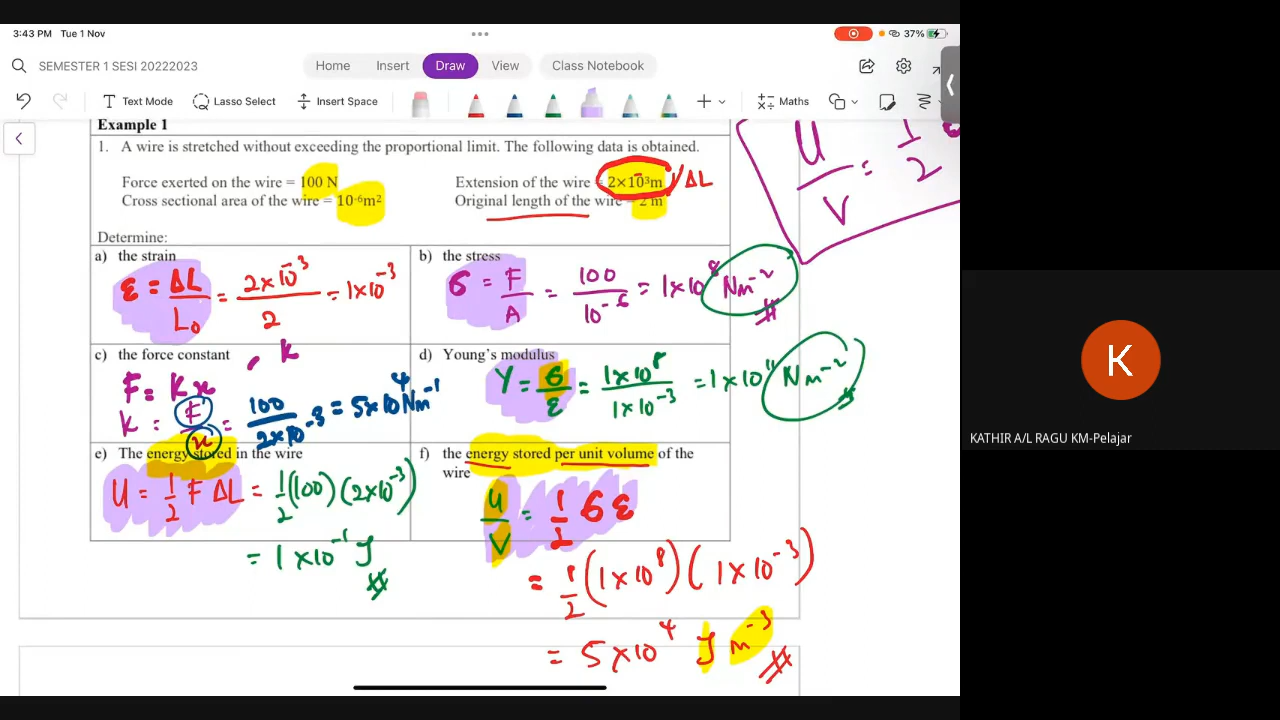 3:43 PM Tue 1 Nov
37%
SEMESTER 1 SESI 20222023
Home Insert Draw View Class Notebook
Text Mode Lasso Select Insert Space Maths
Example 1
1. A wire is stretched without exceeding the proportional limit. The following data is obtained.
Force exerted on the wire = 100 N
Extension of the wire = 2×10⁻³m ΔL
Cross sectional area of the wire = 10⁻⁶m²
Original length of the wire = 2 m
Determine:
a) the strain
ε = ΔL/L₀ = 2×10⁻³/2 = 1×10⁻³
b) the stress
σ = F/A = 100/10⁻⁶ = 1×10⁸ Nm⁻²
c) the force constant, k
F = Kx
k = F/x = 100/2×10⁻³ = 5×10⁴ Nm⁻¹
d) Young's modulus
Y = σ/ε = 1×10⁸/1×10⁻³ = 1×10¹¹ Nm⁻²
e) The energy stored in the wire
U = 1/2 F ΔL = 1/2 (100) (2×10⁻³)
= 1×10⁻¹ J
f) the energy stored per unit volume of the
wire
U/V = 1/2 σ ε
= 1/2 (1×10⁸) (1×10⁻³)
= 5×10⁴ J m⁻³
U/V = 1/2
K
KATHIR A/L RAGU KM-Pelajar